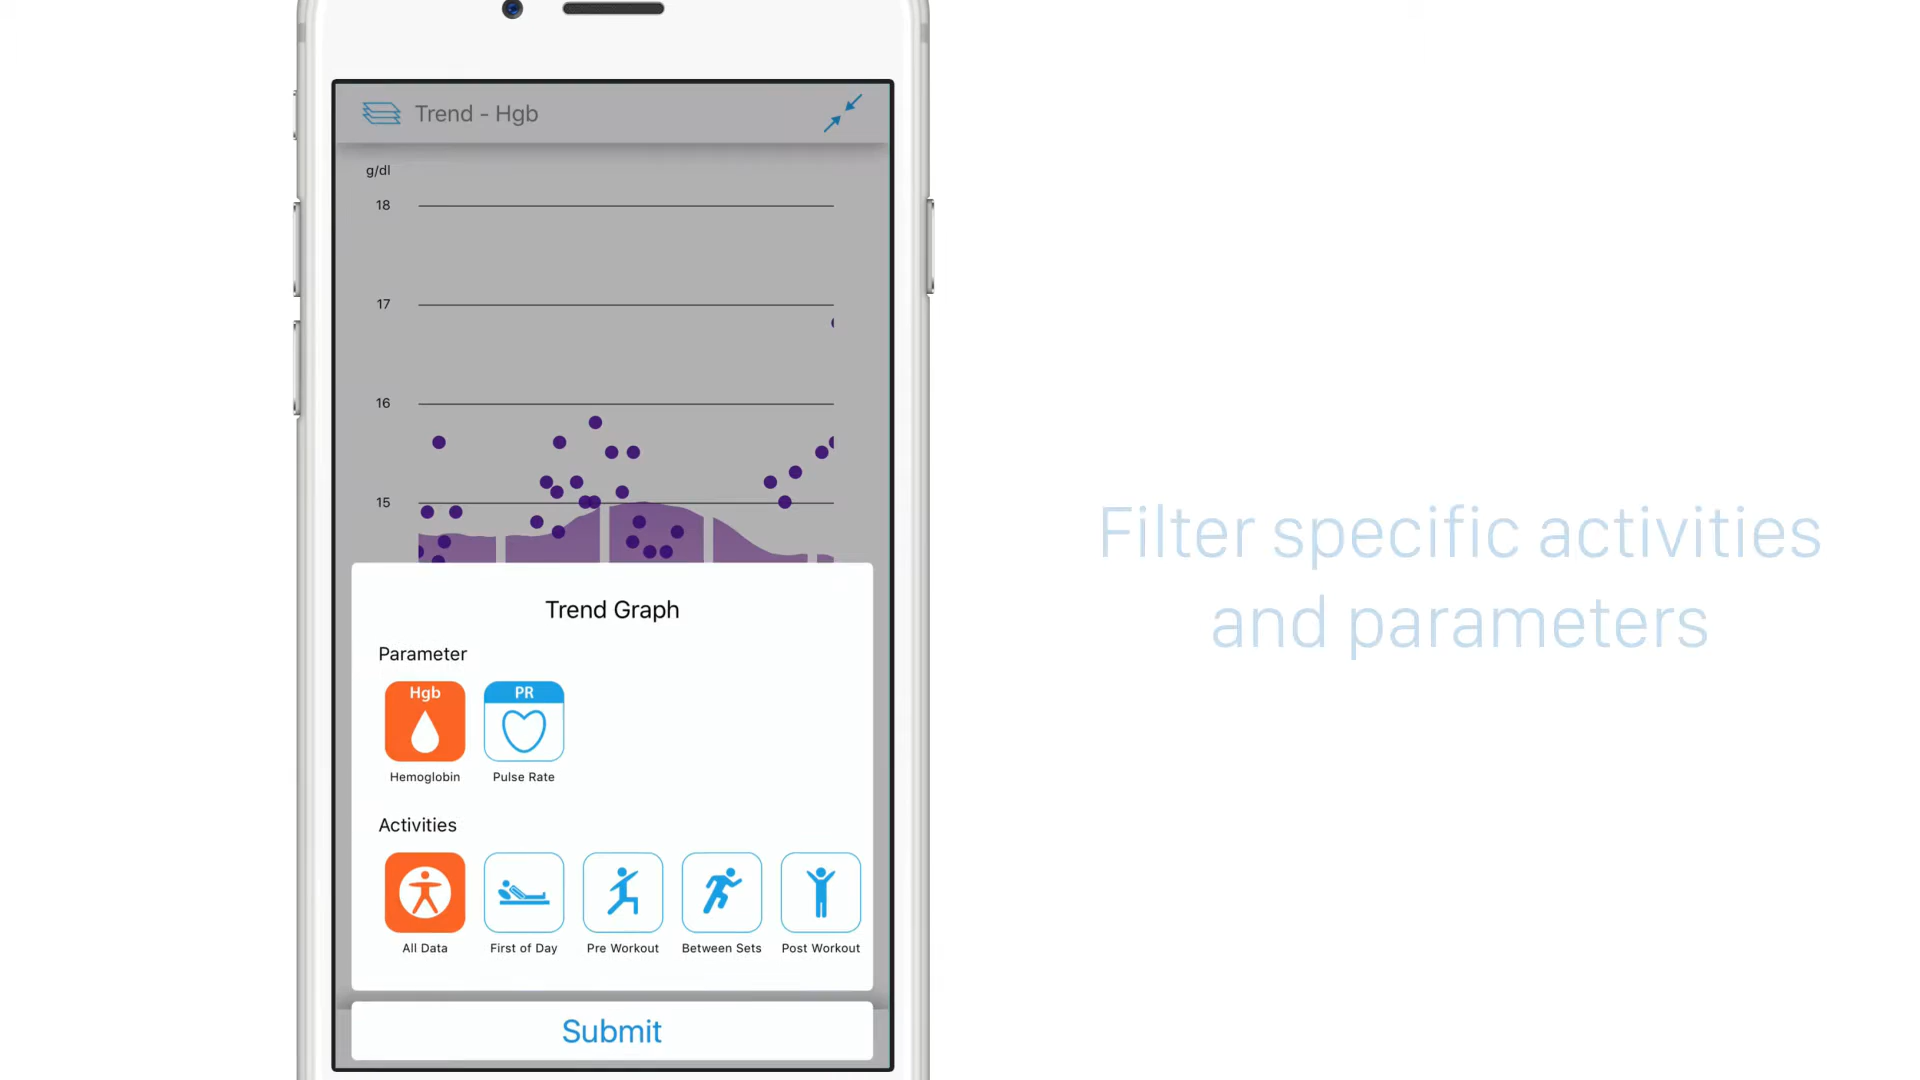 Trend - Hgb
g/dl
18
17
16
15
Trend Graph
Parameter
Hgb
PR
Hemoglobin
Pulse Rate
Activities
All Data
First of Day
Pre Workout
Between Sets
Post Workout
Submit
Filter specific activities
and parameters